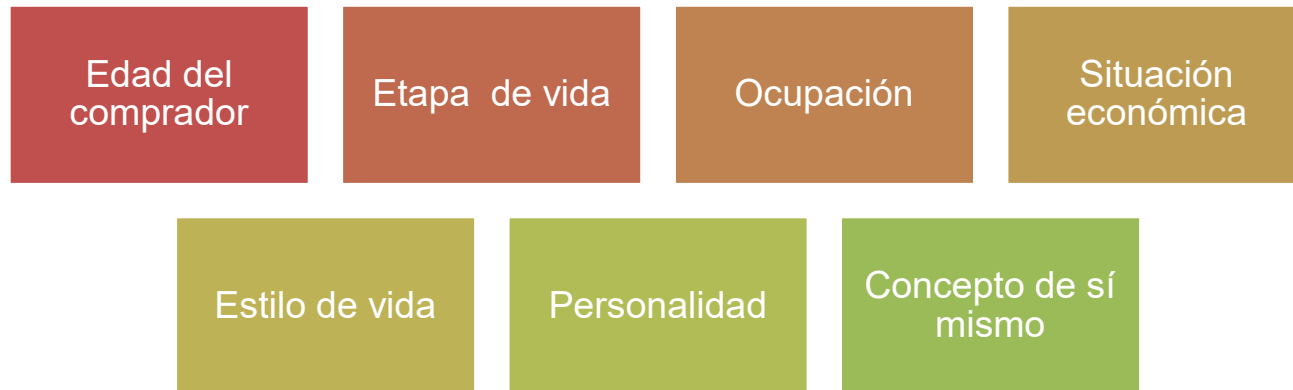 Edad del
comprador
Etapa de vida
Ocupación
Situación
económica
Estilo de vida
Personalidad
Concepto de sí
mismo